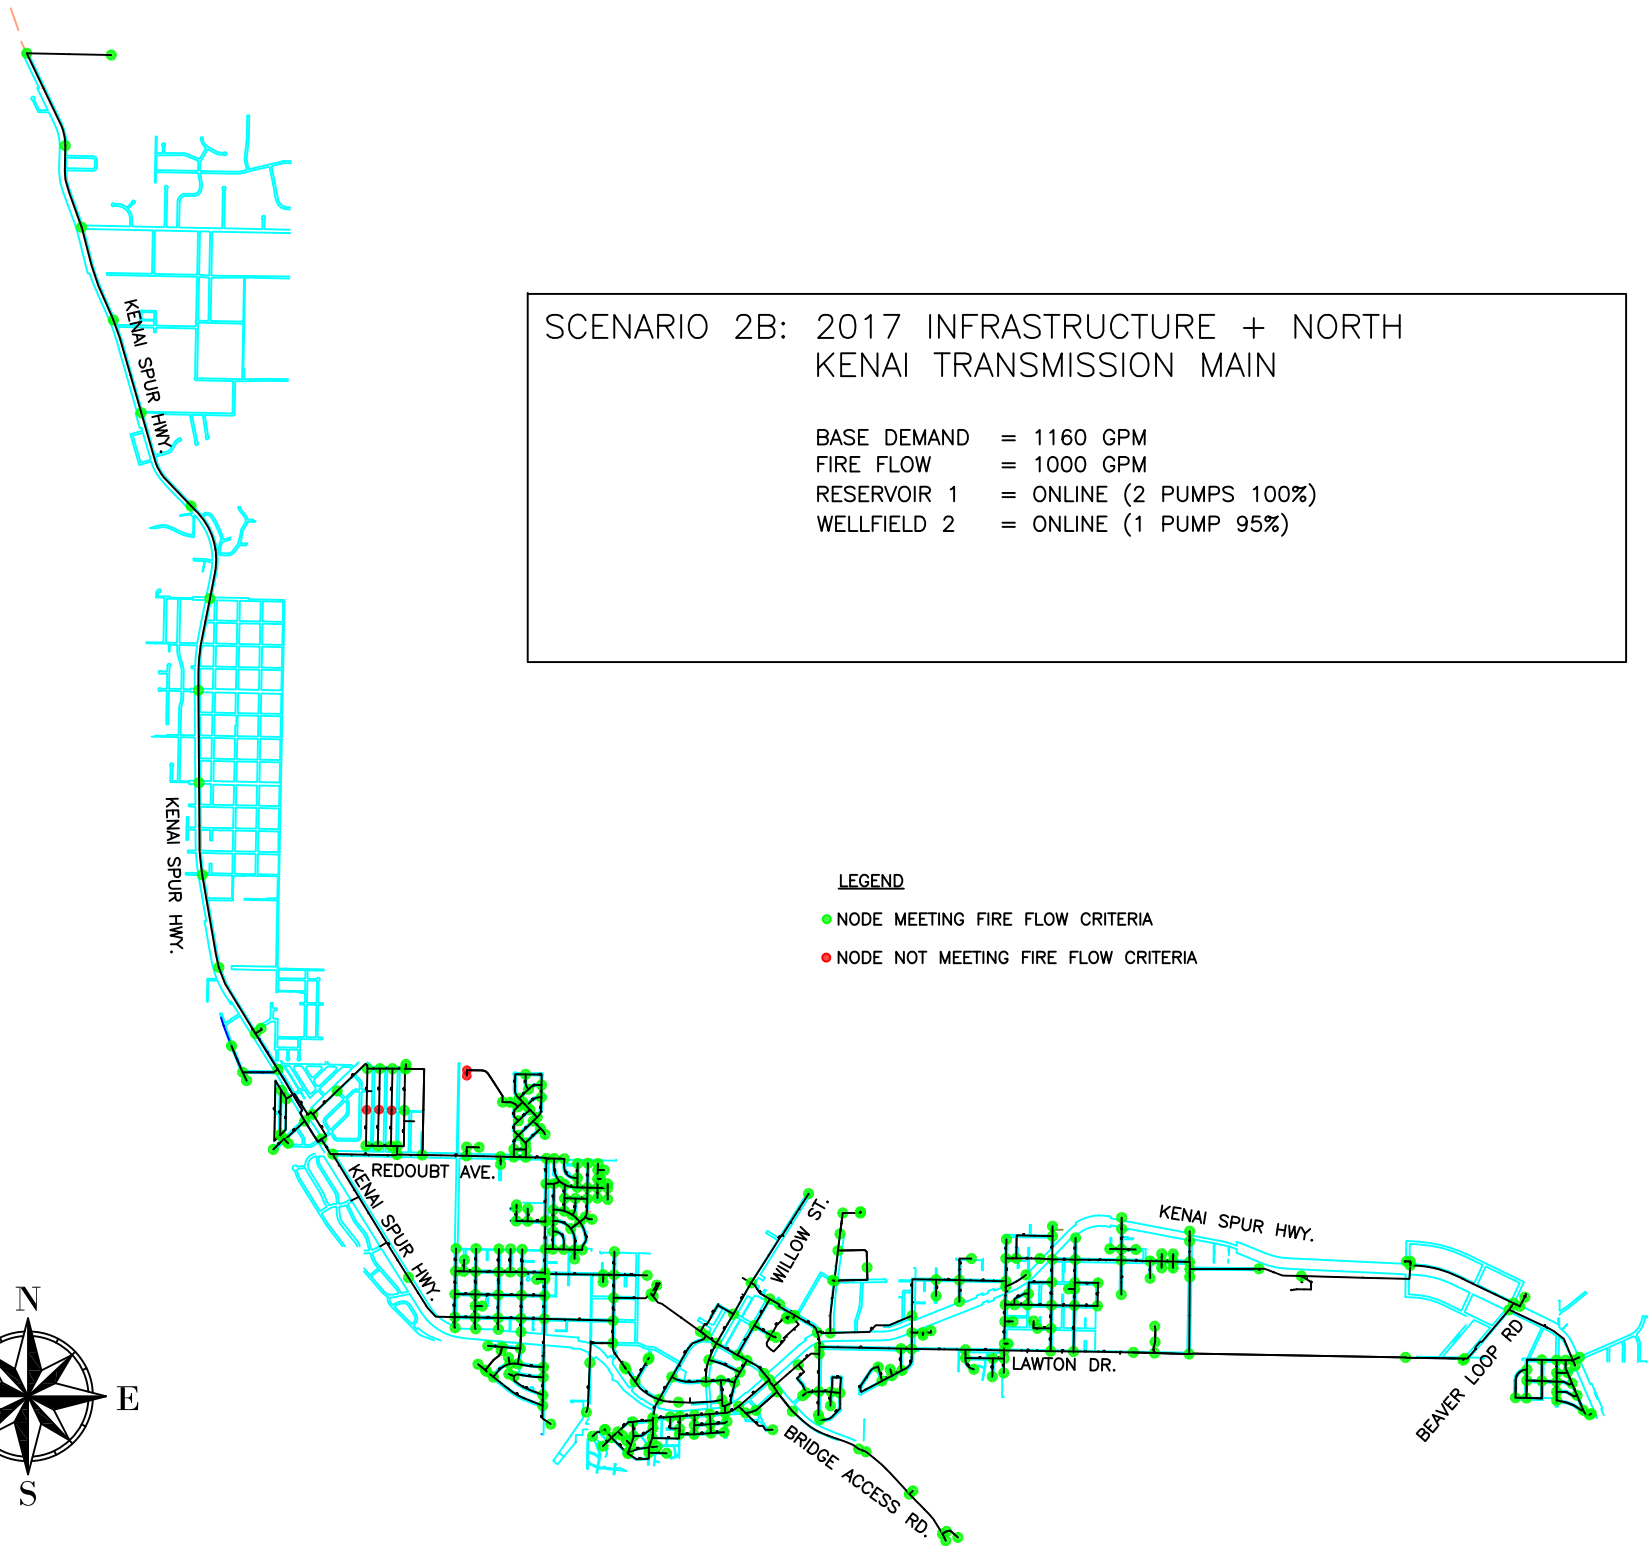 SCENARIO 2B: 2017 INFRASTRUCTURE + NORTH
KENAI TRANSMISSION MAIN
BASE DEMAND = 1160 GPM
FIRE FLOW = 1000 GPM
RESERVOIR 1 = ONLINE (2 PUMPS 100%)
WELLFIELD 2 = ONLINE (1 PUMP 95%)
KENAI SPUR HWY.
KENAI SPUR HWY.
LEGEND
NODE MEETING FIRE FLOW CRITERIA
NODE NOT MEETING FIRE FLOW CRITERIA
REDOUBT AVE.
KENAI SPUR HWY.
WILLOW ST.
KENAI SPUR HWY.
LAWTON DR.
BEAVER LOOP RD
BRIDGE ACCESS RD.
N
E
S